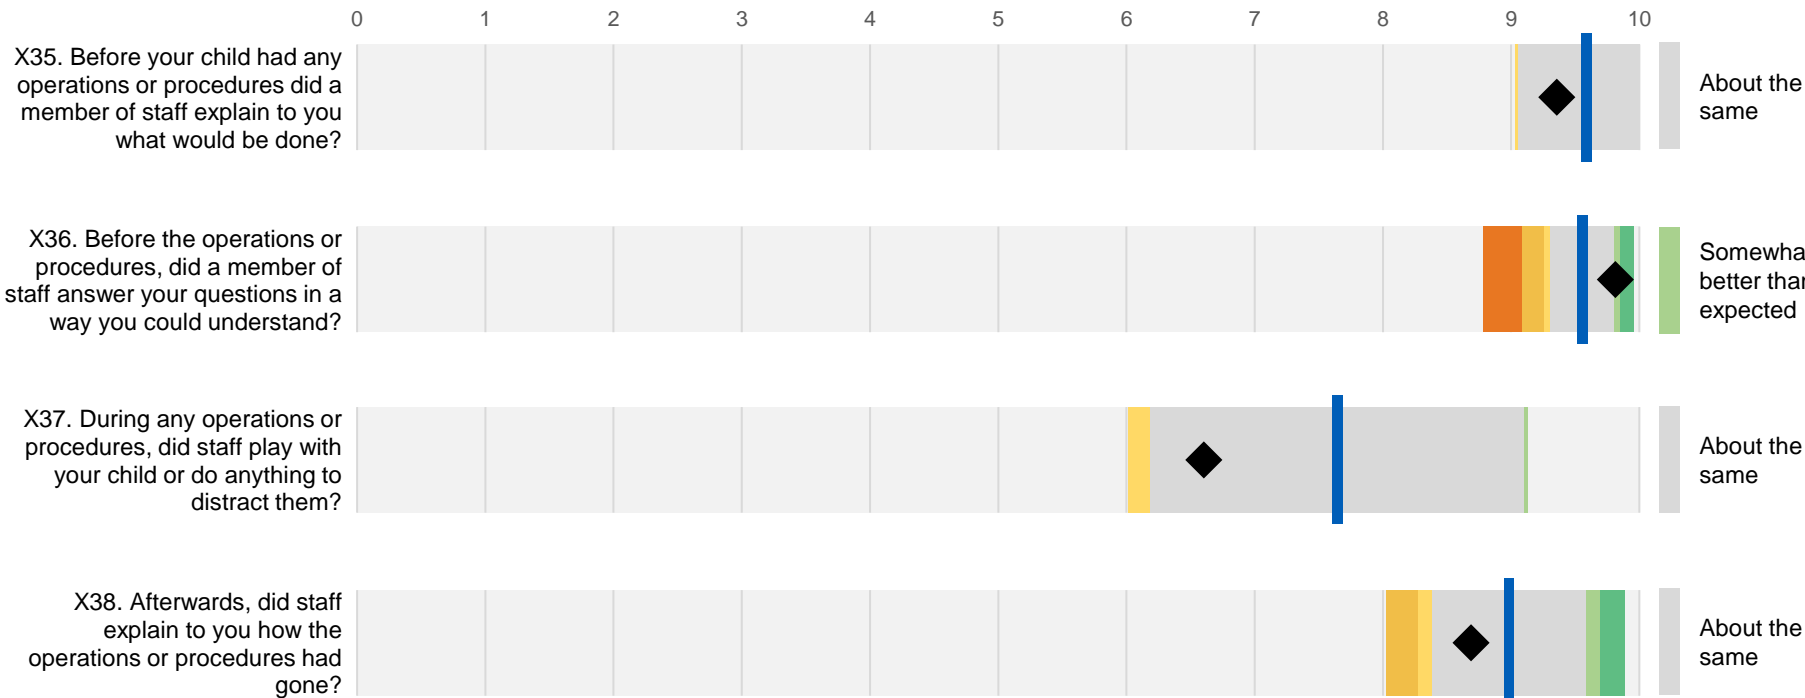 0 1 2 3 4 5 6 7 8 9 10
X35. Before your child had any
operations or procedures did a
member of staff explain to you
what would be done?
About the
same
X36. Before the operations or
procedures, did a member of
staff answer your questions in a
way you could understand?
Somewha
better than
expected
X37. During any operations or
procedures, did staff play with
your child or do anything to
distract them?
About the
same
X38. Afterwards, did staff
explain to you how the
operations or procedures had
gone?
About the
same